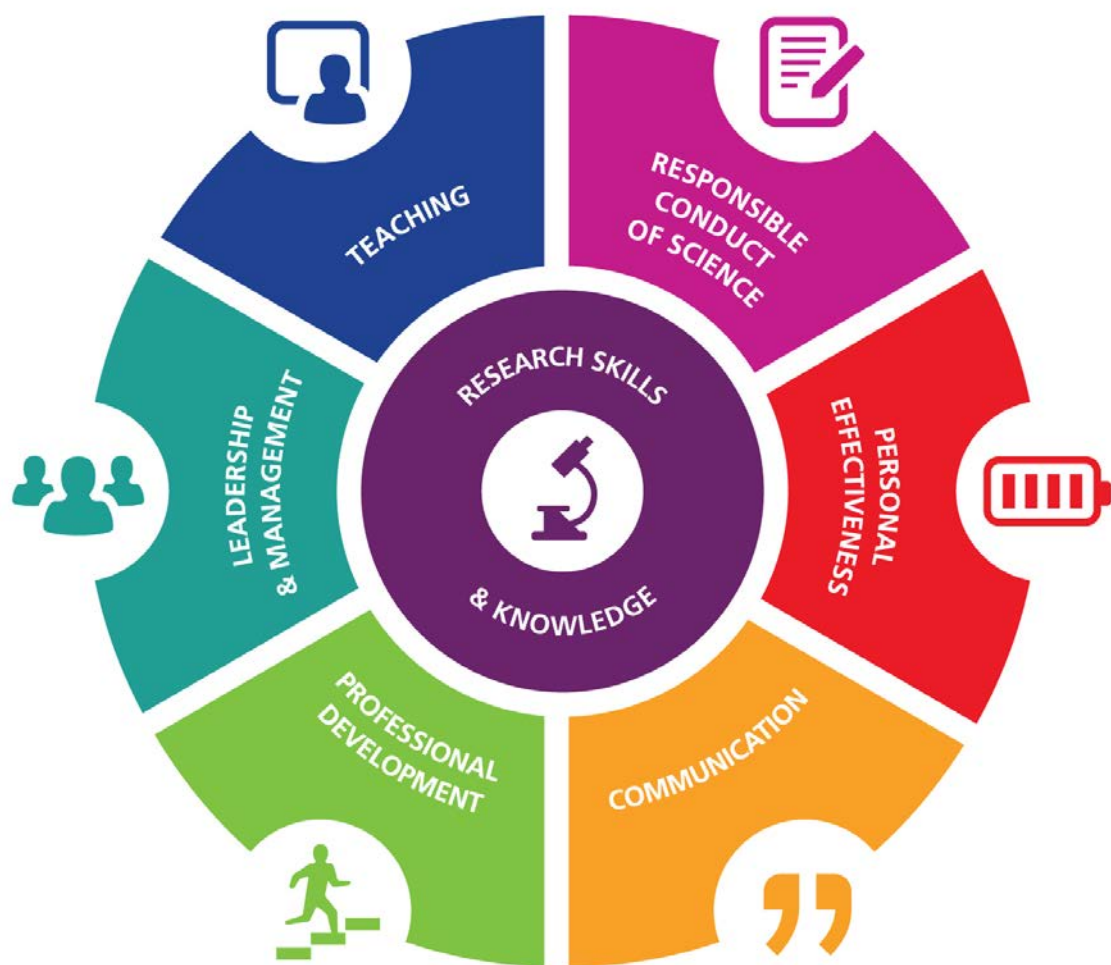 TEACHING
RESPONSIBLE
CONDUCT
OF SCIENCE
PERSONAL
EFFECTIVENESS
COMMUNICATION
PROFESSIONAL
DEVELOPMENT
LEADERSHIP
& MANAGEMENT
RESEARCH SKILLS
& KNOWLEDGE